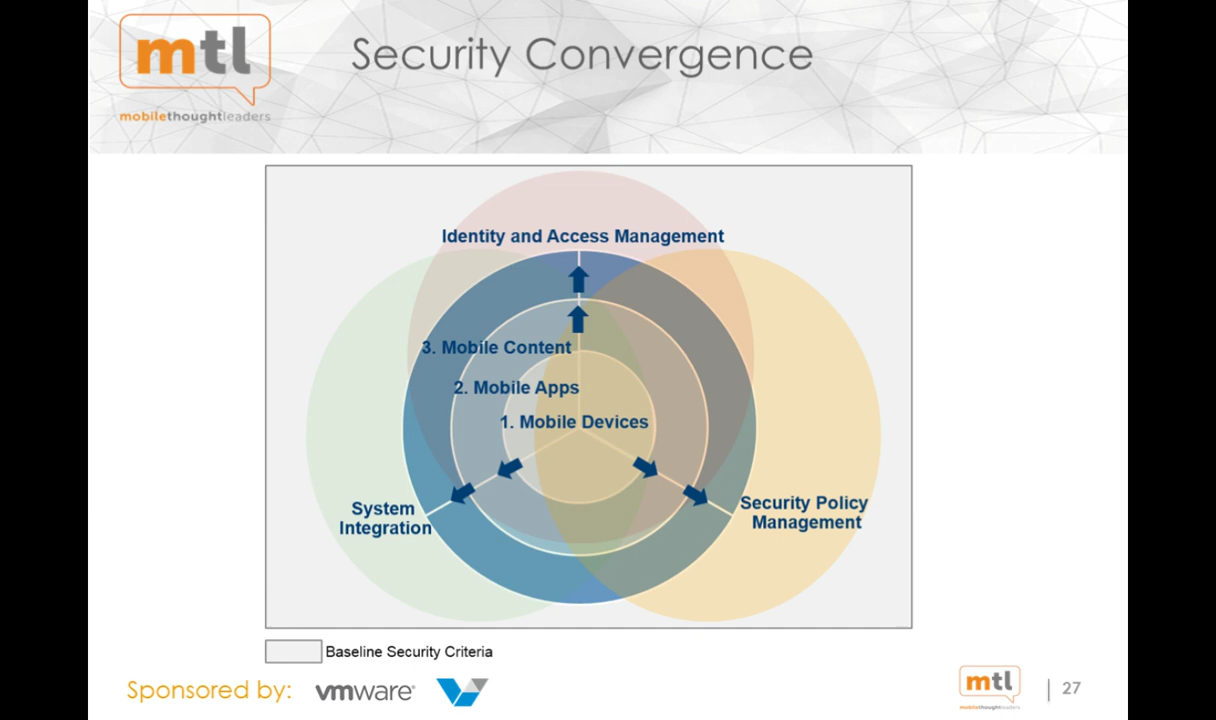 mtl
mobilethoughtleaders
Security Convergence
Identity and Access Management
3. Mobile Content
2. Mobile Apps
1. Mobile Devices
System
Integration
Security Policy
Management
Baseline Security Criteria
Sponsored by: vmware
mtl
mobilethoughtleaders
27